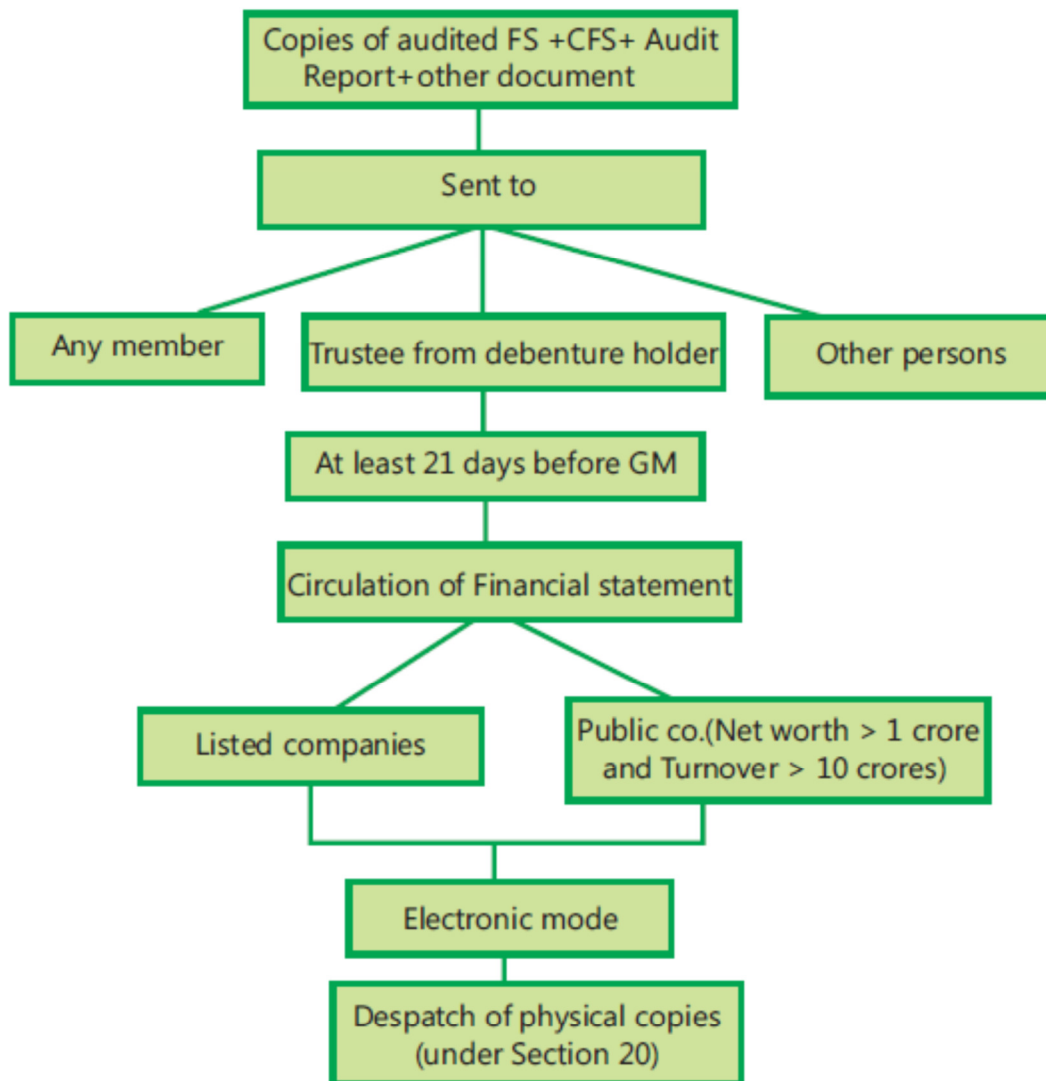 Copies of audited FS +CFS+ Audit
Report+other document
Sent to
Any member
Trustee from debenture holder
Other persons
At least 21 days before GM
Circulation of Financial statement
Listed companies
Public co.(Net worth > 1 crore
and Turnover > 10 crores)
Electronic mode
Despatch of physical copies
(under Section 20)